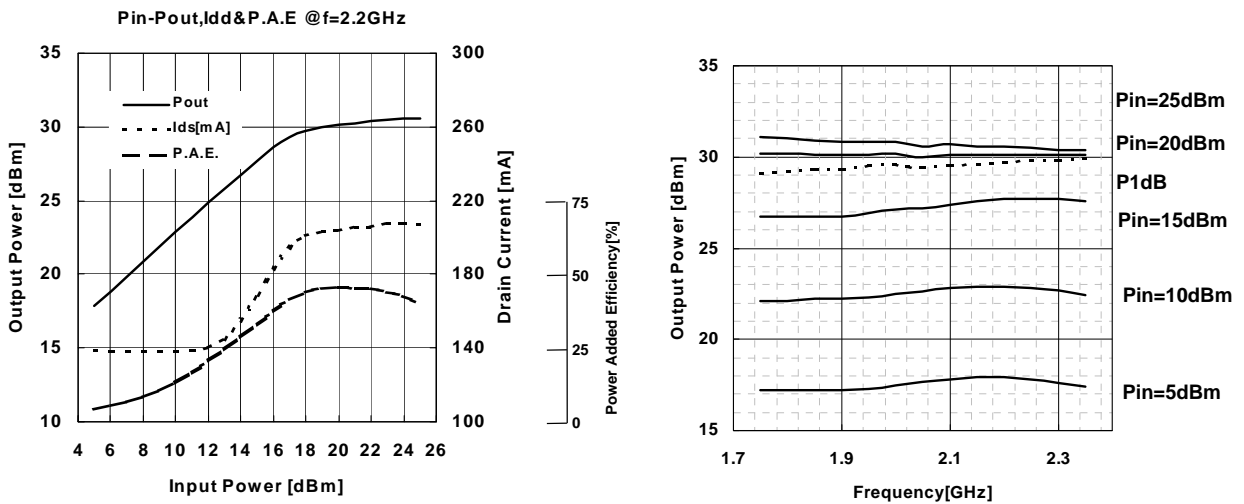 Pin-Pout,Idd&P.A.E @f=2.2GHz
35
30
25
20
15
10
Output Power [dBm]
Pout
Ids[mA]
P.A.E.
4 6 8 10 12 14 16 18 20 22 24 26
Input Power [dBm]
300
260
220
180
140
100
Drain Current [mA]
75
50
25
0
Power Added Efficiency[%]
35
30
25
20
15
Output Power [dBm]
1.7 1.9 2.1 2.3
Frequency[GHz]
Pin=25dBm
Pin=20dBm
P1dB
Pin=15dBm
Pin=10dBm
Pin=5dBm